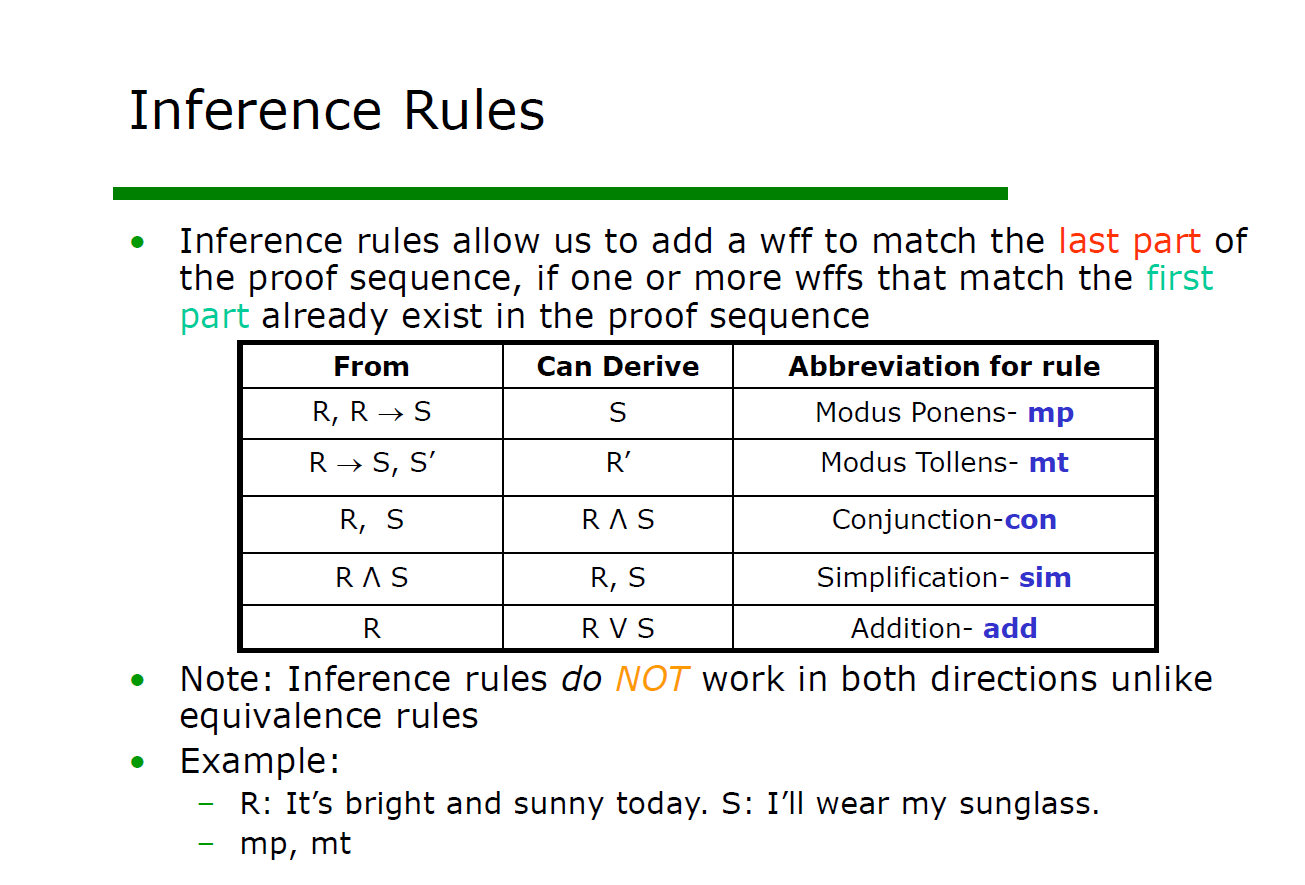 Inference Rules
• Inference rules allow us to add a wff to match the last part of
the proof sequence, if one or more wffs that match the first
part already exist in the proof sequence
From Can Derive Abbreviation for rule
R, R → S S Modus Ponens- mp
R → S, S′ R′ Modus Tollens- mt
R, S R Λ S Conjunction-con
R Λ S R, S Simplification- sim
R R V S Addition- add
• Note: Inference rules do NOT work in both directions unlike
equivalence rules
• Example:
– R: It’s bright and sunny today. S: I’ll wear my sunglass.
– mp, mt